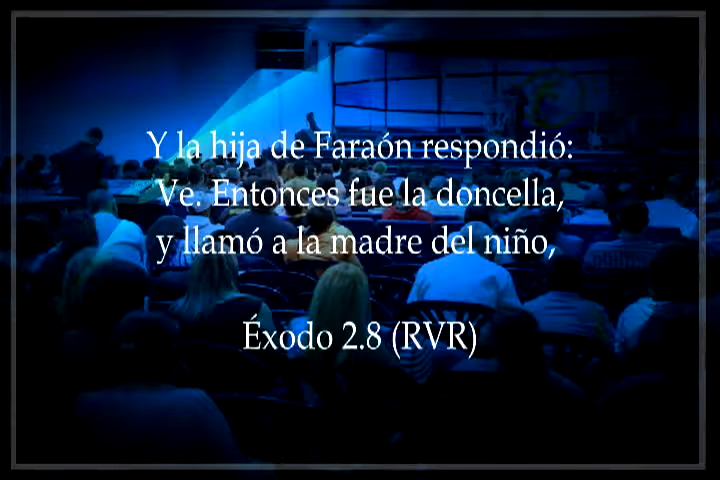 Y la hija de Faraón respondió:
Ve. Entonces fue la doncella,
y llamó a la madre del niño,
Éxodo 2.8 (RVR)